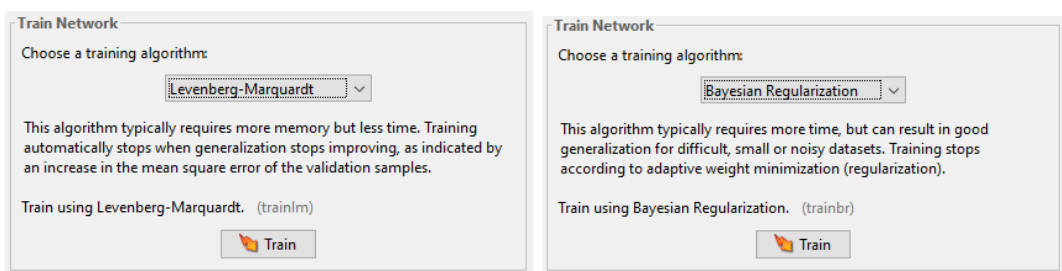 Train Network
Choose a training algorithm:
Levenberg-Marquardt
This algorithm typically requires more memory but less time. Training
automatically stops when generalization stops improving, as indicated by
an increase in the mean square error of the validation samples.
Train using Levenberg-Marquardt. (trainlm)
Train
Train Network
Choose a training algorithm:
Bayesian Regularization
This algorithm typically requires more time, but can result in good
generalization for difficult, small or noisy datasets. Training stops
according to adaptive weight minimization (regularization).
Train using Bayesian Regularization. (trainbr)
Train